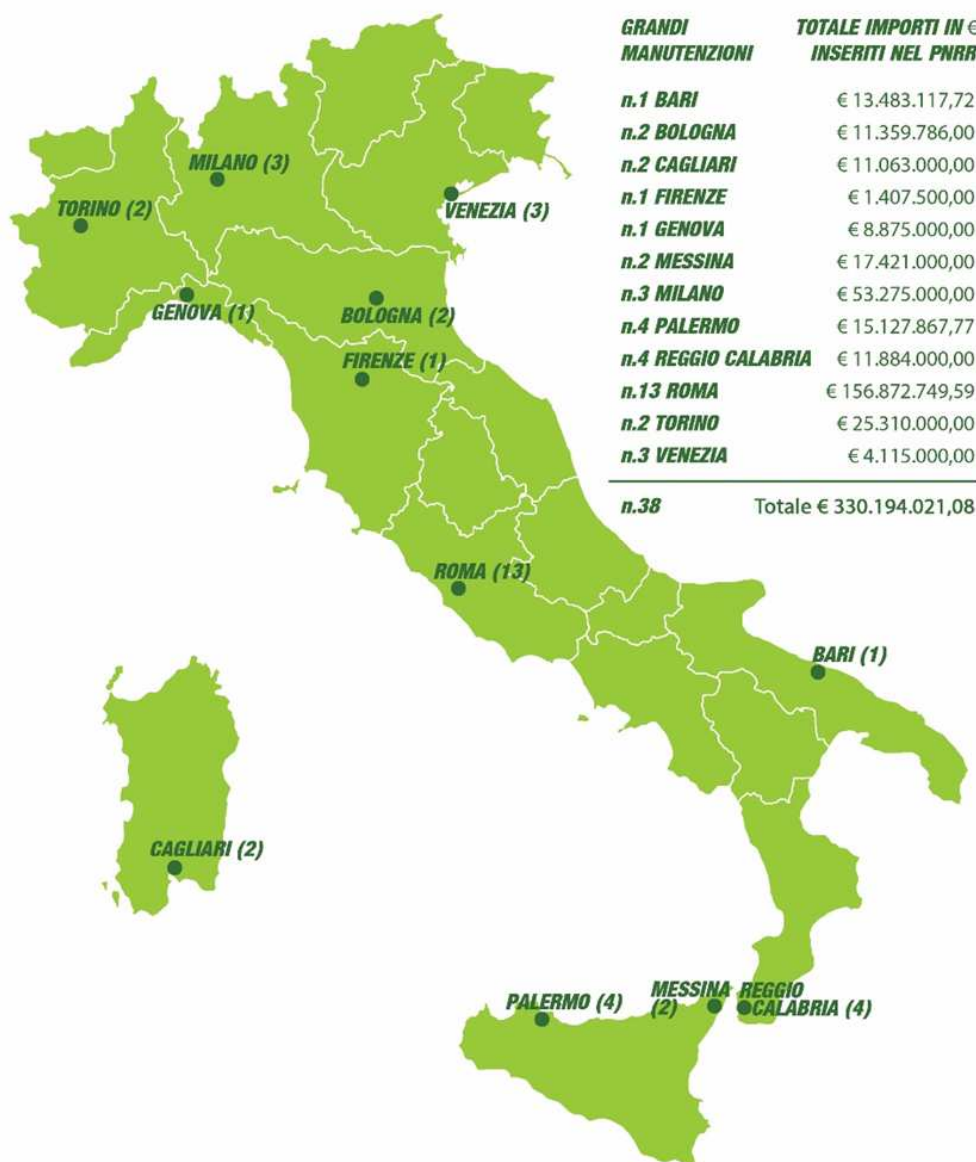 GRANDI TOTALE IMPORTI IN €
MANUTENZIONI INSERITI NEL PNRR
n.1 BARI € 13.483.117,72
n.2 BOLOGNA € 11.359.786,00
n.2 CAGLIARI € 11.063.000,00
n.1 FIRENZE € 1.407.500,00
n.1 GENOVA € 8.875.000,00
n.2 MESSINA € 17.421.000,00
n.3 MILANO € 53.275.000,00
n.4 PALERMO € 15.127.867,77
n.4 REGGIO CALABRIA € 11.884.000,00
n.13 ROMA € 156.872.749,59
n.2 TORINO € 25.310.000,00
n.3 VENEZIA € 4.115.000,00
n.38 Totale € 330.194.021,08
MILANO (3)
TORINO (2)
VENEZIA (3)
GENOVA (1)
BOLOGNA (2)
FIRENZE (1)
ROMA (13)
BARI (1)
CAGLIARI (2)
PALERMO (4)
MESSINA
(2)
REGGIO
CALABRIA (4)